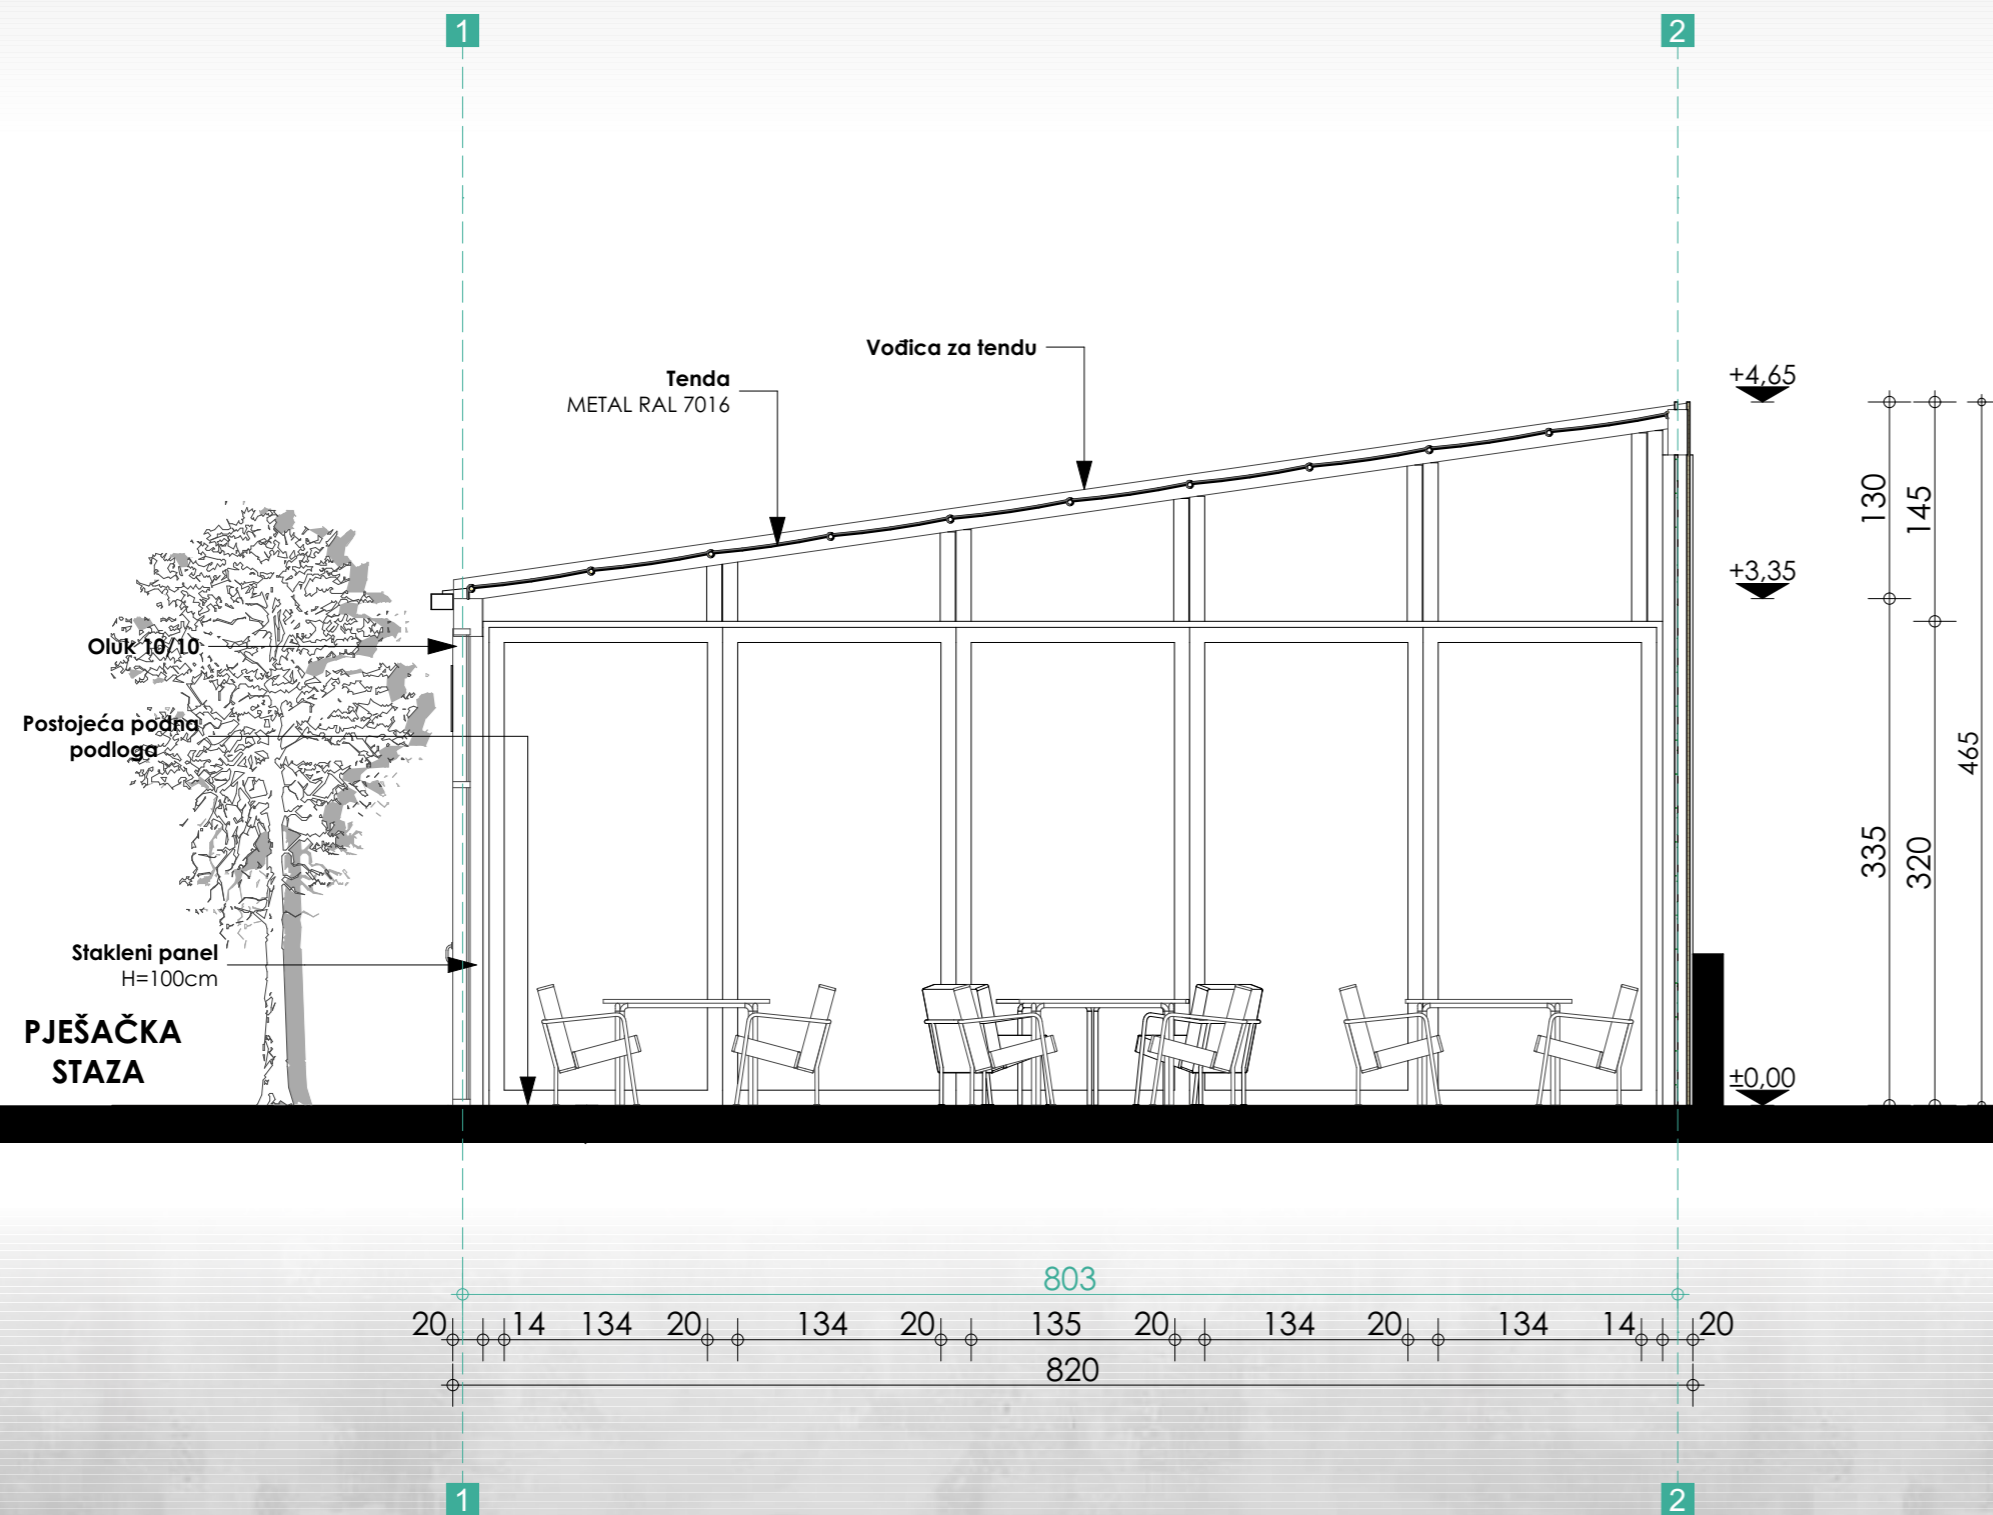 1
2
Vođica za tendu
Tenda
METAL RAL 7016
+4,65
130
145
+3,35
Oluk 10/10
Postojeća podna
podloga
465
335
320
Stakleni panel
H=100cm
PJEŠAČKA
STAZA
±0,00
803
20 14 134 20 134 20 135 20 134 20 134 14 20
820
1
2